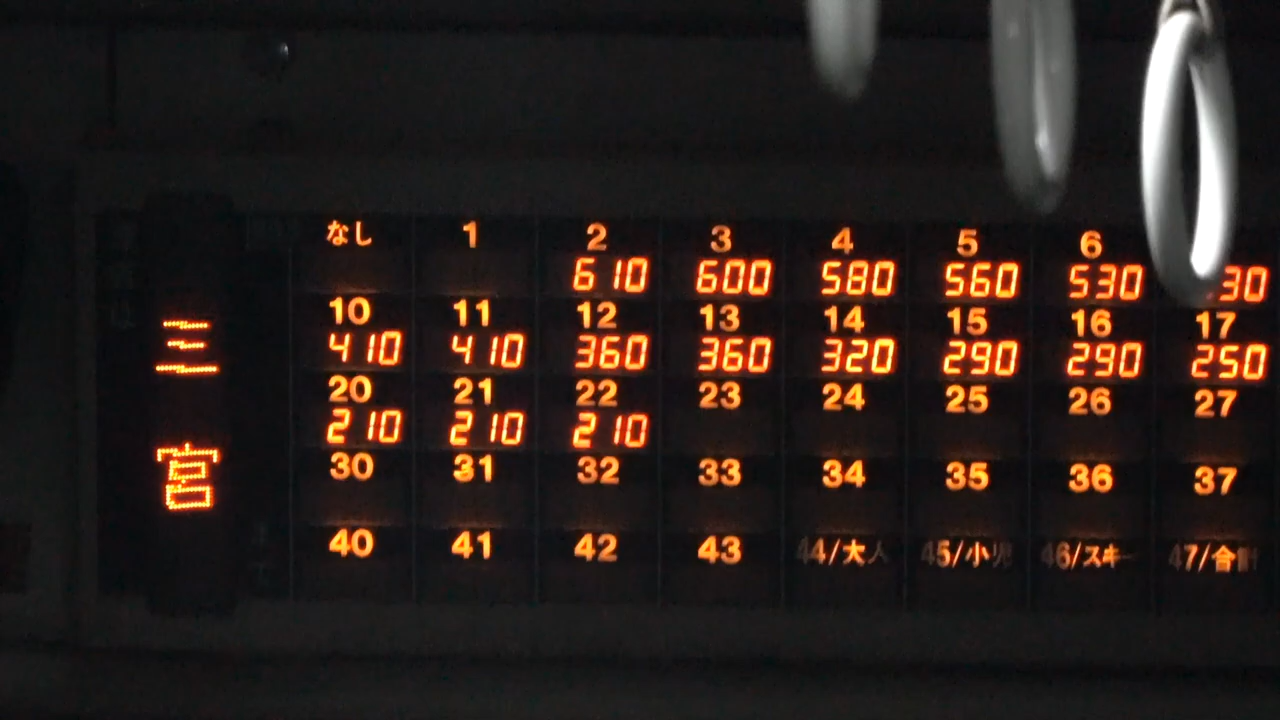 三宮
なし 1 2 3 4 5 6
610 600 580 560 530 30
10 11 12 13 14 15 16 17
410 410 360 360 320 290 290 250
20 21 22 23 24 25 26 27
210 210 210
30 31 32 33 34 35 36 37
40 41 42 43 44/大人 45/小児 46/スキー 47/合計